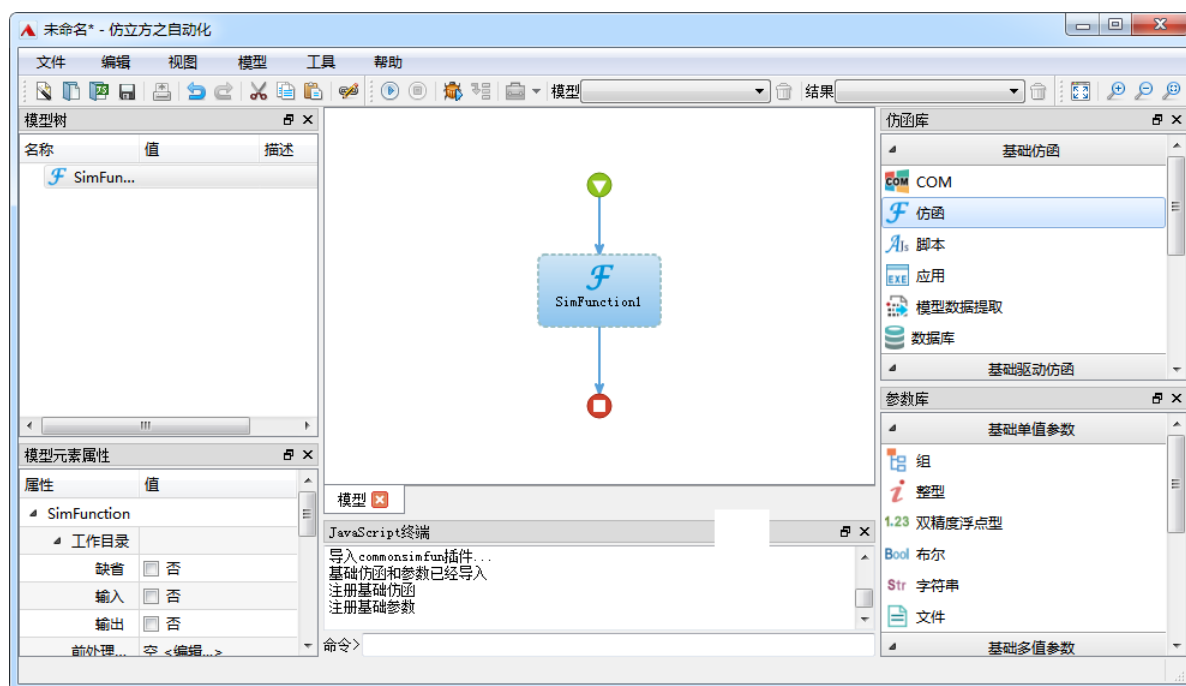 未命名* - 仿立方之自动化
文件 编辑 视图 模型 工具 帮助
模型 结果
模型树
名称 值 描述
SimFun...
模型元素属性
属性 值
SimFunction
工作目录
缺省 否
输入 否
输出 否
前处理... 空 <编辑...>
SimFunction1
模型
JavaScript终端
导入commonsimfun插件...
基础仿函和参数已经导入
注册基础仿函
注册基础参数
命令>
仿函库
基础仿函
COM COM
仿函
AJs 脚本
EXE 应用
模型数据提取
数据库
基础驱动仿函
参数库
基础单值参数
组
i 整型
1.23 双精度浮点型
Bool 布尔
Str 字符串
文件
基础多值参数